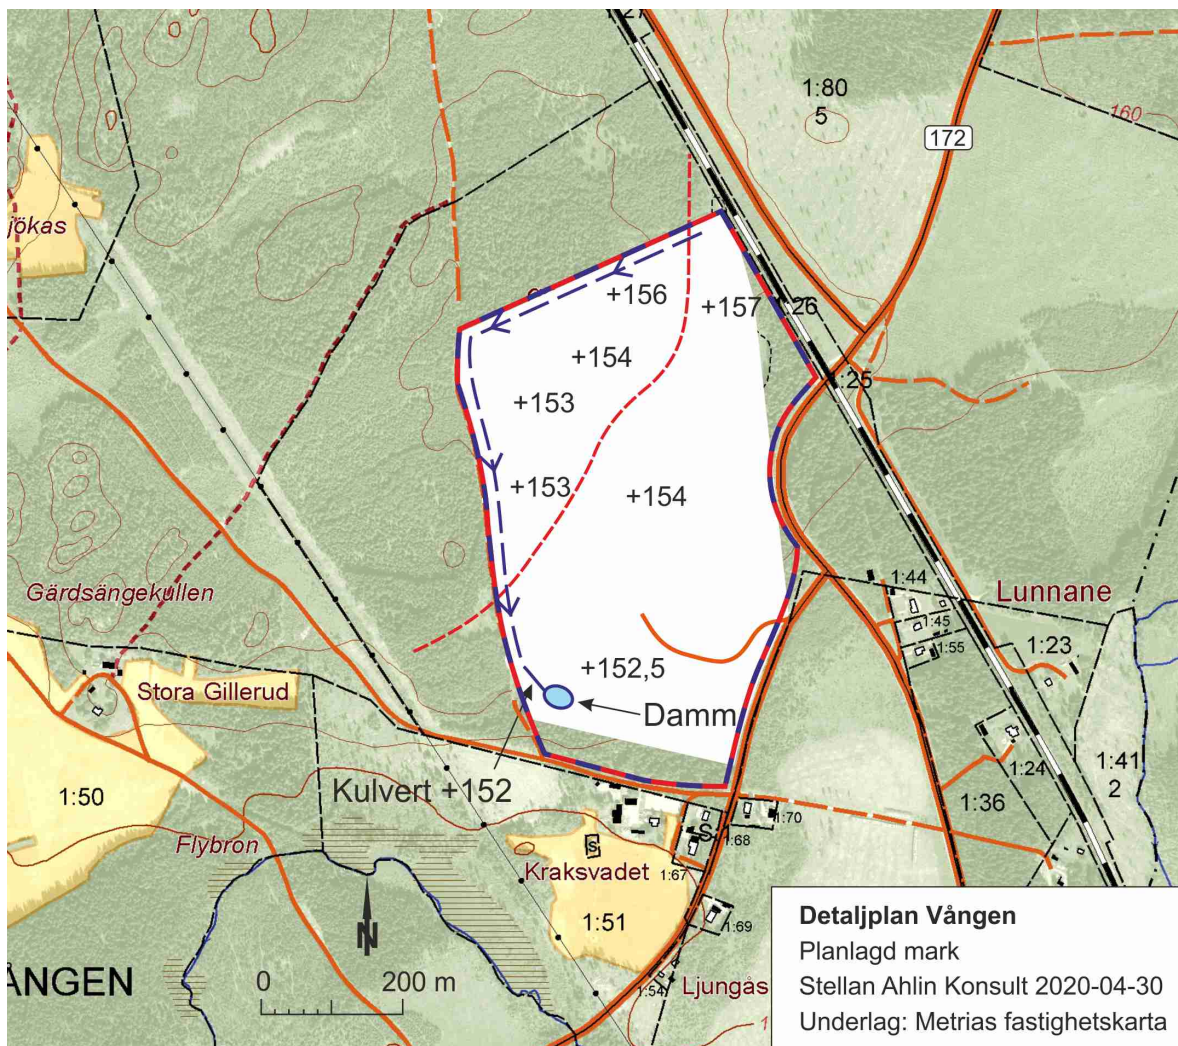 1:27
1:80
5
172
160
jökas
+156
+157
1:26
+154
1:25
+153
+153
+154
Gärdsängekullen
1:44
Lunnane
1:45
1:55
1:23
Stora Gillerud
+152,5
Damm
1:24
1:41
2
1:50
Kulvert +152
1:36
1:70
Flybron
S
1:68
S
Kraksvadet
1:67
1:51
1:69
N
ÅNGEN
0 200 m
1:54
Ljungås
Detaljplan Vången
Planlagd mark
Stellan Ahlin Konsult 2020-04-30
Underlag: Metrias fastighetskarta